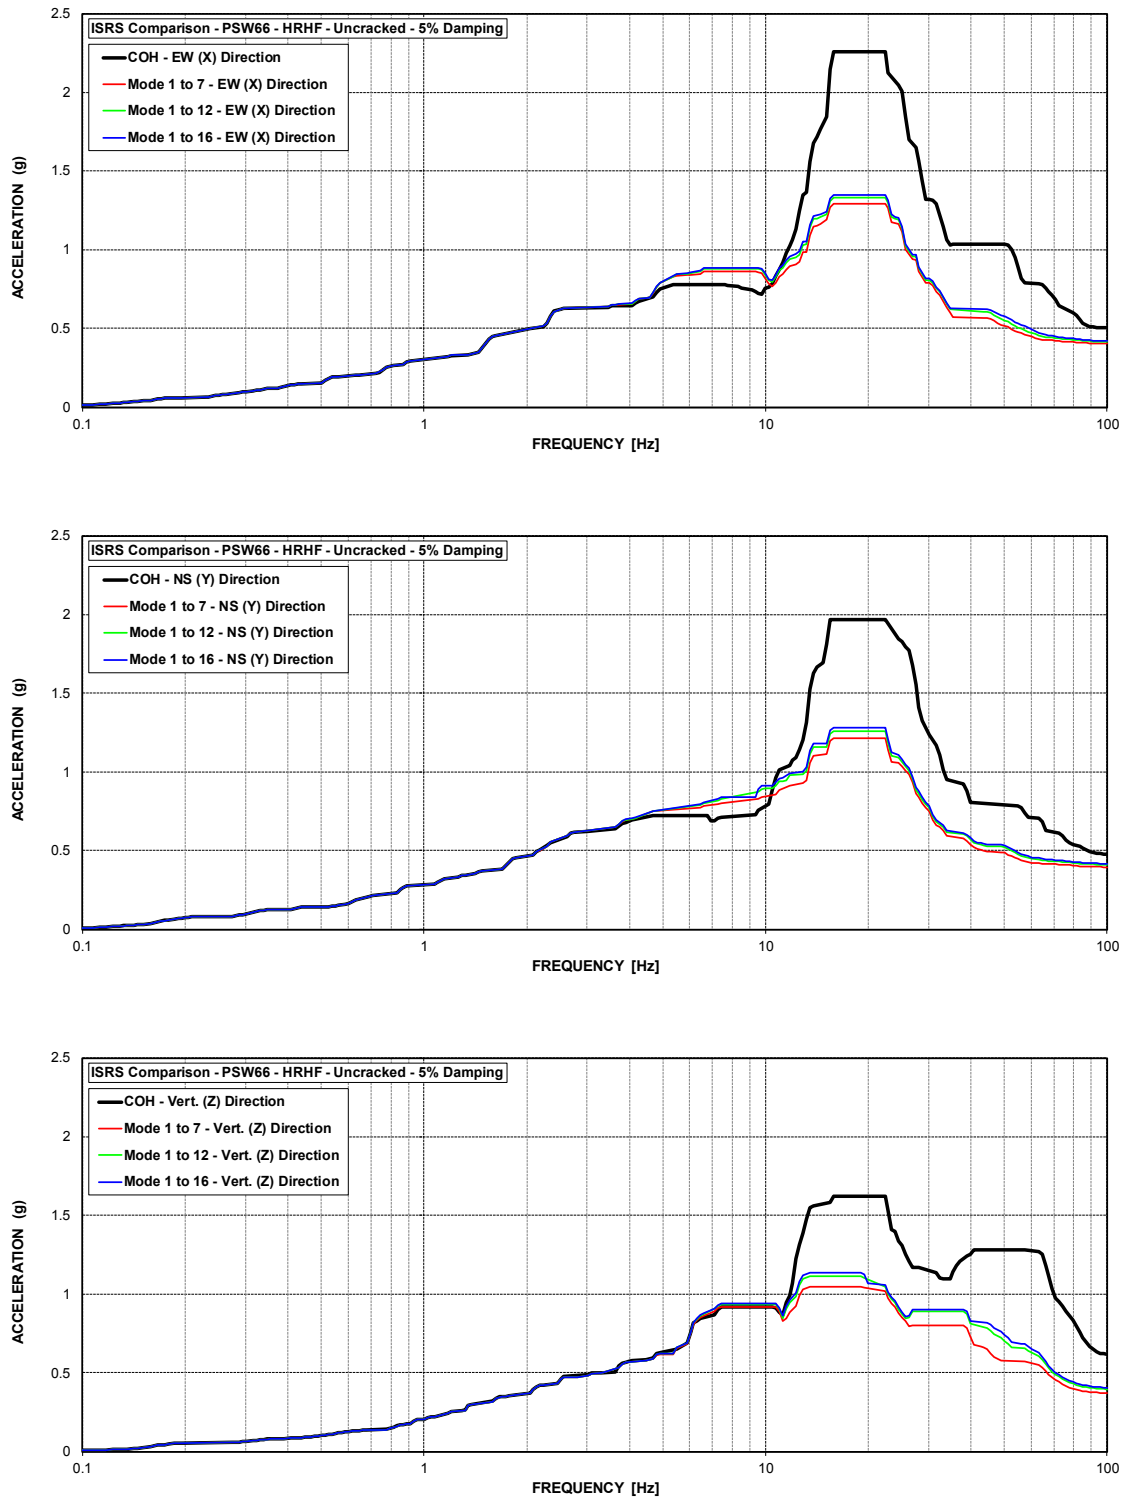 ISRS Comparison - PSW66 - HRHF - Uncracked - 5% Damping
COH - EW (X) Direction
Mode 1 to 7 - EW (X) Direction
Mode 1 to 12 - EW (X) Direction
Mode 1 to 16 - EW (X) Direction
ACCELERATION (g)
2.5
2
1.5
1
0.5
0
0.1
1
10
100
FREQUENCY [Hz]
ISRS Comparison - PSW66 - HRHF - Uncracked - 5% Damping
COH - NS (Y) Direction
Mode 1 to 7 - NS (Y) Direction
Mode 1 to 12 - NS (Y) Direction
Mode 1 to 16 - NS (Y) Direction
ACCELERATION (g)
2.5
2
1.5
1
0.5
0
0.1
1
10
100
FREQUENCY [Hz]
ISRS Comparison - PSW66 - HRHF - Uncracked - 5% Damping
COH - Vert. (Z) Direction
Mode 1 to 7 - Vert. (Z) Direction
Mode 1 to 12 - Vert. (Z) Direction
Mode 1 to 16 - Vert. (Z) Direction
ACCELERATION (g)
2.5
2
1.5
1
0.5
0
0.1
1
10
100
FREQUENCY [Hz]